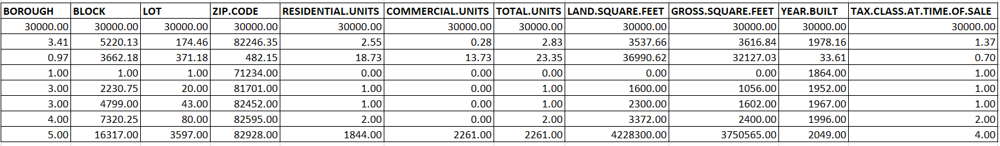 BOROUGH BLOCK LOT ZIP.CODE RESIDENTIAL.UNITS COMMERCIAL.UNITS TOTAL.UNITS LAND.SQUARE.FEET GROSS.SQUARE.FEET YEAR.BUILT TAX.CLASS.AT.TIME.OF.SALE
30000.00 30000.00 30000.00 30000.00 30000.00 30000.00 30000.00 30000.00 30000.00 30000.00 30000.00
3.41 5220.13 174.46 82246.35 2.55 0.28 2.83 3537.66 3616.84 1978.16 1.37
0.97 3662.18 371.18 482.15 18.73 13.73 23.35 36990.62 32127.03 33.61 0.70
1.00 1.00 1.00 71234.00 0.00 0.00 0.00 0.00 0.00 1864.00 1.00
3.00 2230.75 20.00 81701.00 1.00 0.00 1.00 1600.00 1056.00 1952.00 1.00
3.00 4799.00 43.00 82452.00 1.00 0.00 1.00 2300.00 1602.00 1967.00 1.00
4.00 7320.25 80.00 82595.00 2.00 0.00 2.00 3372.00 2400.00 1996.00 2.00
5.00 16317.00 3597.00 82928.00 1844.00 2261.00 2261.00 4228300.00 3750565.00 2049.00 4.00